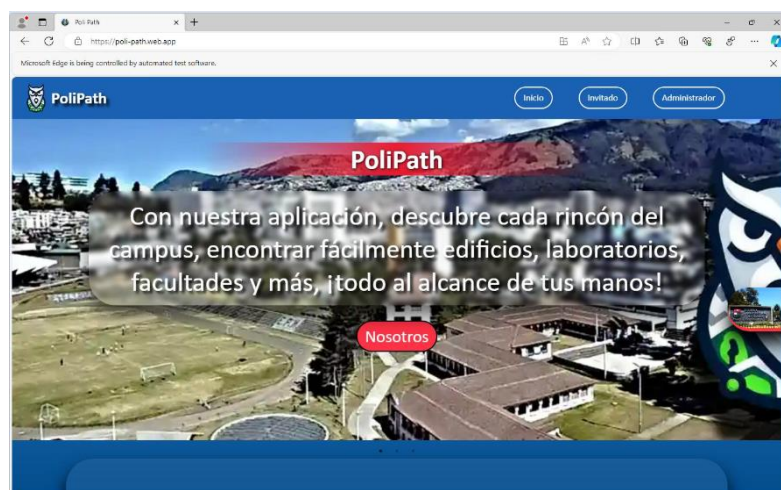 Poli Path
https://poli-path.web.app
Microsoft Edge is being controlled by automated test software.
PoliPath
Inicio
Invitado
Administrador
PoliPath
Con nuestra aplicación, descubre cada rincón del
campus, encontrar fácilmente edificios, laboratorios,
facultades y más, ¡todo al alcance de tus manos!
Nosotros